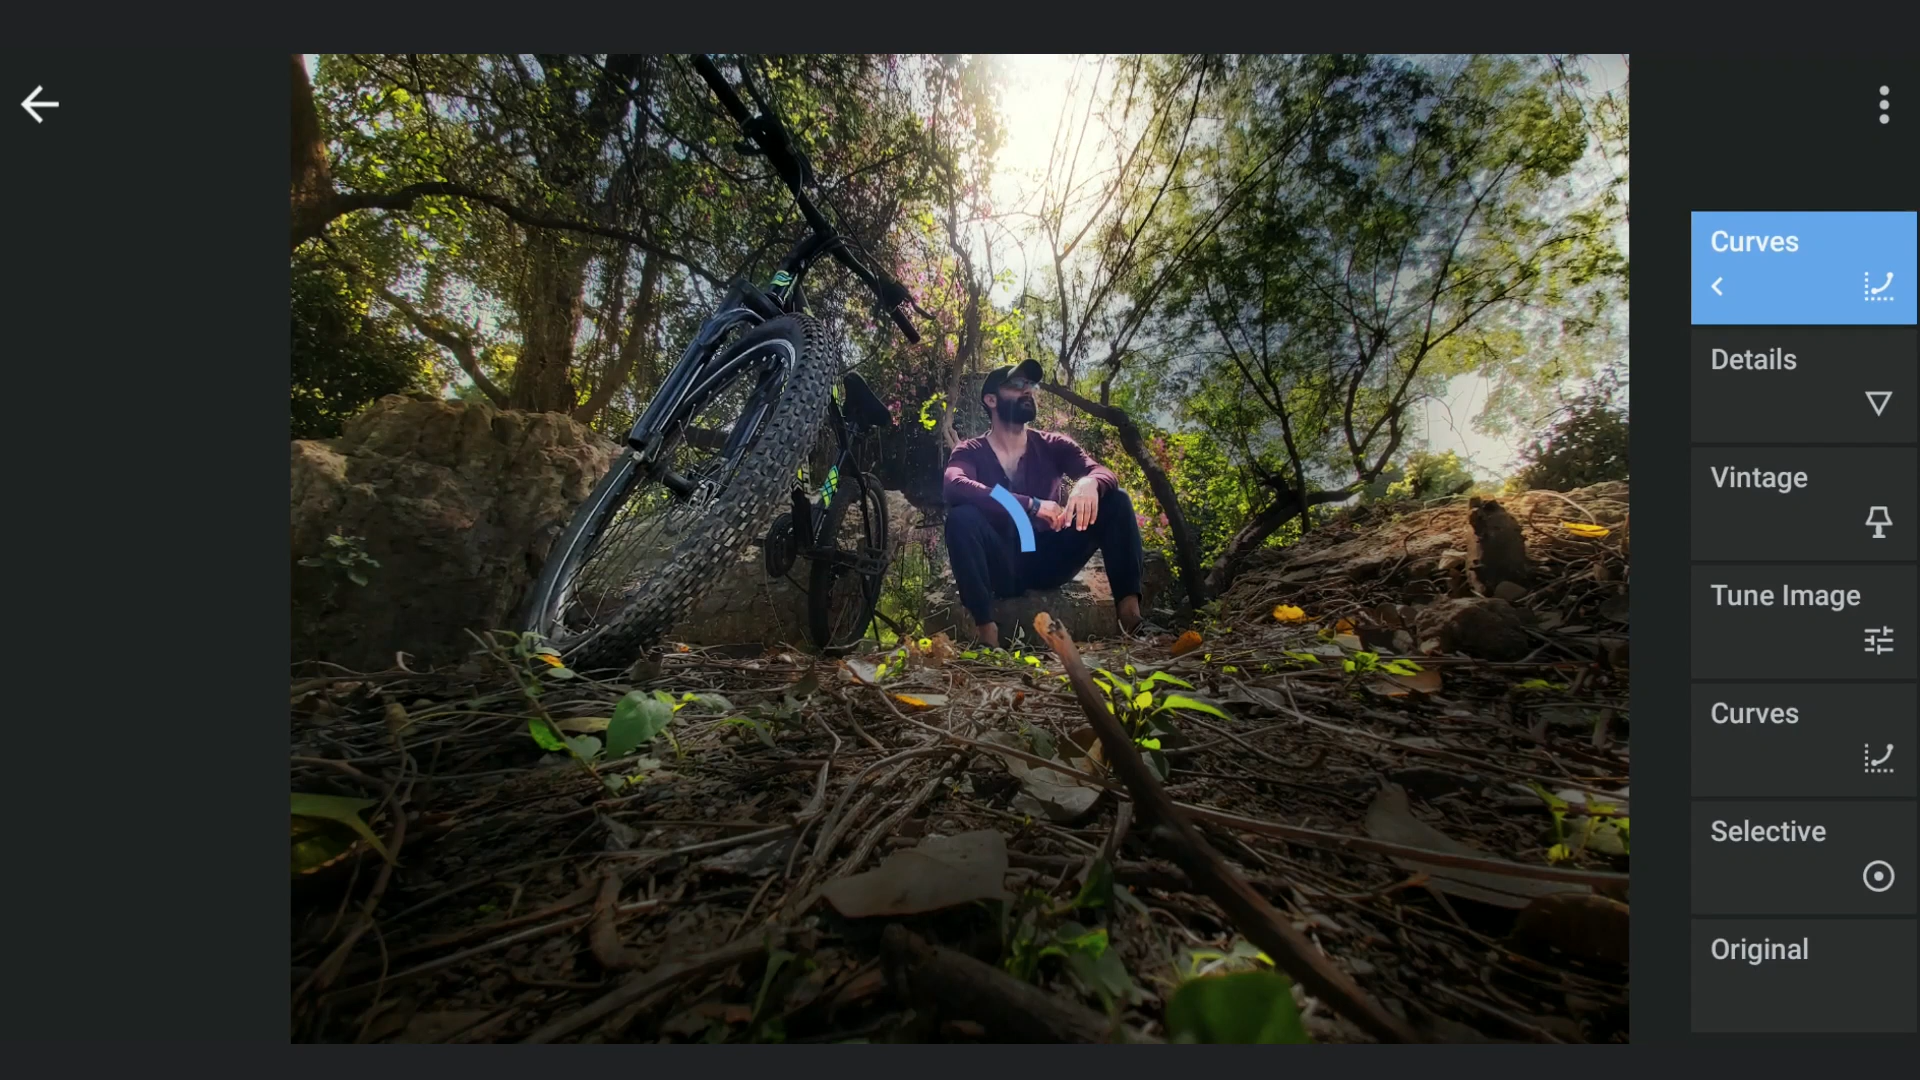 Curves
Details
Vintage
Tune Image
Curves
Selective
Original